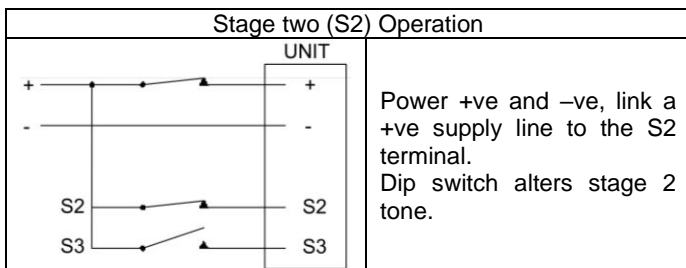 Stage two (S2) Operation
UNIT
+ +
- -
S2 S2
S3 S3
Power +ve and –ve, link a
+ve supply line to the S2
terminal.
Dip switch alters stage 2
tone.